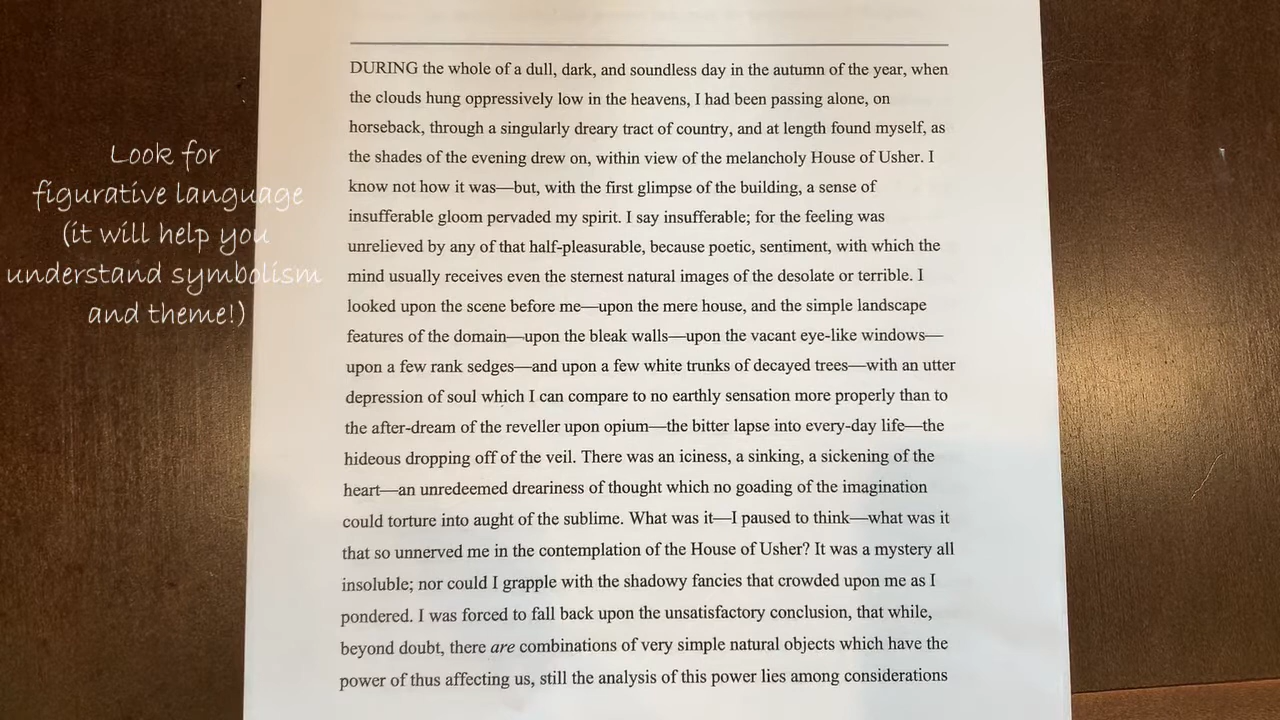 Look for
figurative language
(it will help you
understand symbolism
and theme!)
DURING the whole of a dull, dark, and soundless day in the autumn of the year, when
the clouds hung oppressively low in the heavens, I had been passing alone, on
horseback, through a singularly dreary tract of country, and at length found myself, as
the shades of the evening drew on, within view of the melancholy House of Usher. I
know not how it was—but, with the first glimpse of the building, a sense of
insufferable gloom pervaded my spirit. I say insufferable; for the feeling was
unrelieved by any of that half-pleasurable, because poetic, sentiment, with which the
mind usually receives even the sternest natural images of the desolate or terrible. I
looked upon the scene before me—upon the mere house, and the simple landscape
features of the domain—upon the bleak walls—upon the vacant eye-like windows—
upon a few rank sedges—and upon a few white trunks of decayed trees—with an utter
depression of soul which I can compare to no earthly sensation more properly than to
the after-dream of the reveller upon opium—the bitter lapse into every-day life—the
hideous dropping off of the veil. There was an iciness, a sinking, a sickening of the
heart—an unredeemed dreariness of thought which no goading of the imagination
could torture into aught of the sublime. What was it—I paused to think—what was it
that so unnerved me in the contemplation of the House of Usher? It was a mystery all
insoluble; nor could I grapple with the shadowy fancies that crowded upon me as I
pondered. I was forced to fall back upon the unsatisfactory conclusion, that while,
beyond doubt, there are combinations of very simple natural objects which have the
power of thus affecting us, still the analysis of this power lies among considerations